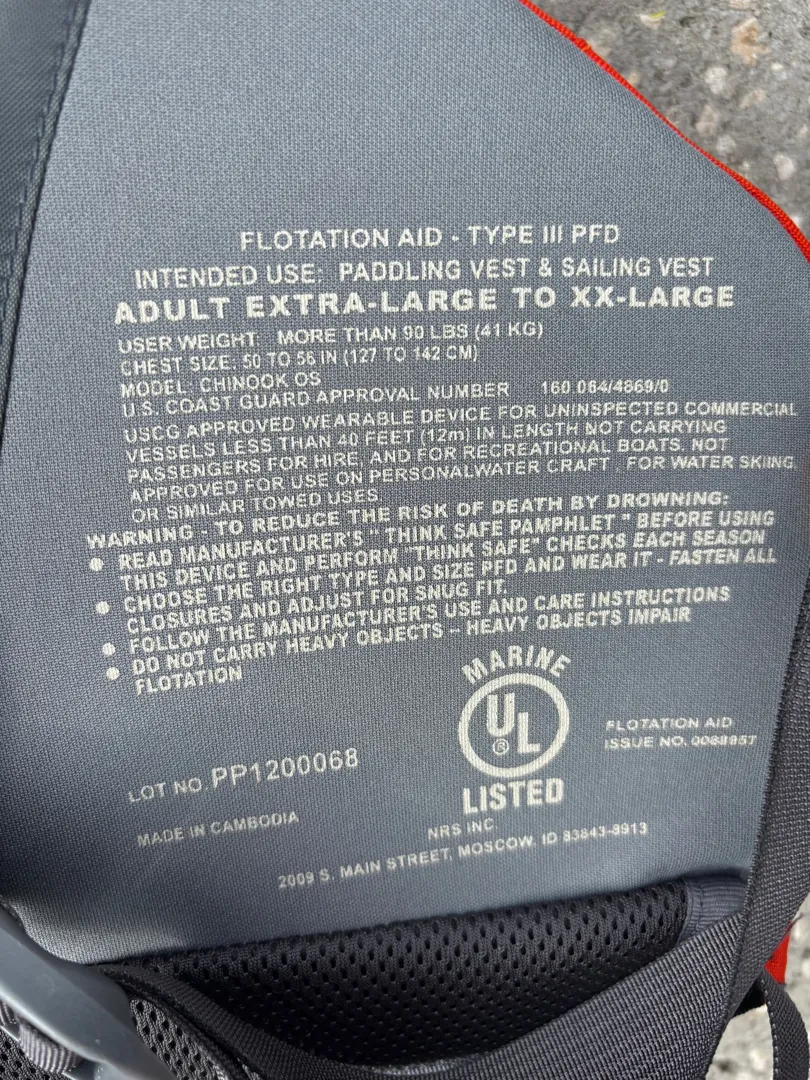 FLOTATION AID - TYPE III PFD
INTENDED USE: PADDLING VEST & SAILING VEST
ADULT EXTRA-LARGE TO XX-LARGE
USER WEIGHT MORE THAN 90 LBS (41 KG)
CHEST SIZE: 50 TO 56 IN (127 TO 142 CM)
MODEL: CHINOOK OS
U.S. COAST GUARD APPROVAL NUMBER 160.064/4869/0
USCG APPROVED WEARABLE DEVICE FOR UNINSPECTED COMMERCIAL
VESSELS LESS THAN 40 FEET (12m) IN LENGTH NOT CARRYING
PASSENGERS FOR HIRE, AND FOR RECREATIONAL BOATS. NOT
APPROVED FOR USE ON PERSONALWATER CRAFT, FOR WATER SKIING,
OR SIMILAR TOWED USES
WARNING - TO REDUCE THE RISK OF DEATH BY DROWNING:
● READ MANUFACTURER'S "THINK SAFE PAMPHLET" BEFORE USING
THIS DEVICE AND PERFORM "THINK SAFE" CHECKS EACH SEASON
● CHOOSE THE RIGHT TYPE AND SIZE PFD AND WEAR IT - FASTEN ALL
CLOSURES AND ADJUST FOR SNUG FIT.
● FOLLOW THE MANUFACTURER'S USE AND CARE INSTRUCTIONS
● DO NOT CARRY HEAVY OBJECTS – HEAVY OBJECTS IMPAIR
FLOTATION
MARINE
UL ®
LISTED
FLOTATION AID
ISSUE NO.
LOT NO. PP1200068
MADE IN CAMBODIA
NRS INC
2009 S. MAIN STREET, MOSCOW, ID 83843-8913